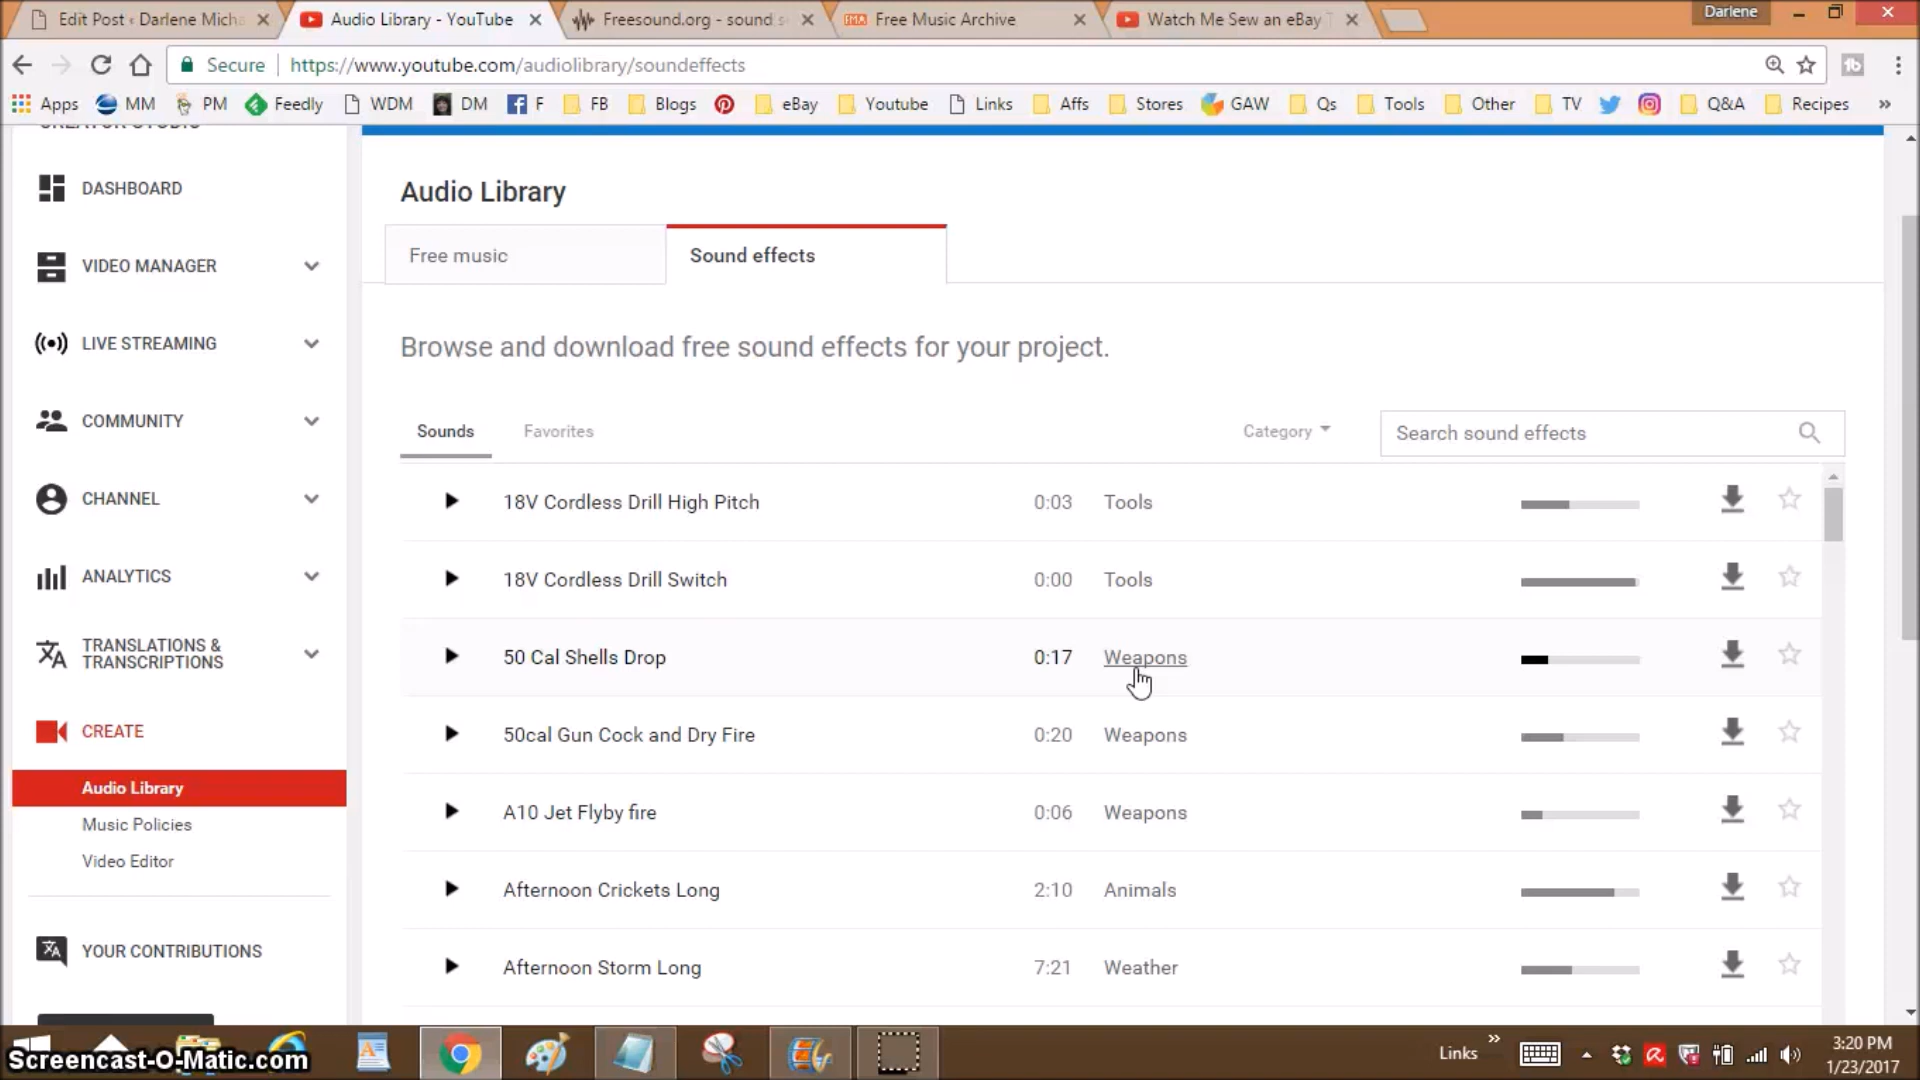 Edit Post ‹ Darlene Micha
Audio Library - YouTube
Freesound.org - sound s
FMA
Free Music Archive
Watch Me Sew an eBay T
Darlene
Secure
https://www.youtube.com/audiolibrary/soundeffects
Apps
MM
PM
Feedly
WDM
DM
F
FB
Blogs
eBay
Youtube
Links
Affs
Stores
GAW
Qs
Tools
Other
TV
Q&A
Recipes
»
CREATOR STUDIO
DASHBOARD
VIDEO MANAGER
LIVE STREAMING
COMMUNITY
CHANNEL
ANALYTICS
TRANSLATIONS &
TRANSCRIPTIONS
CREATE
Audio Library
Music Policies
Video Editor
YOUR CONTRIBUTIONS
Audio Library
Free music
Sound effects
Browse and download free sound effects for your project.
Sounds
Favorites
Category
Search sound effects
18V Cordless Drill High Pitch 0:03 Tools
18V Cordless Drill Switch 0:00 Tools
50 Cal Shells Drop 0:17 Weapons
50cal Gun Cock and Dry Fire 0:20 Weapons
A10 Jet Flyby fire 0:06 Weapons
Afternoon Crickets Long 2:10 Animals
Afternoon Storm Long 7:21 Weather
Screencast-O-Matic.com
Links
»
3:20 PM
1/23/2017